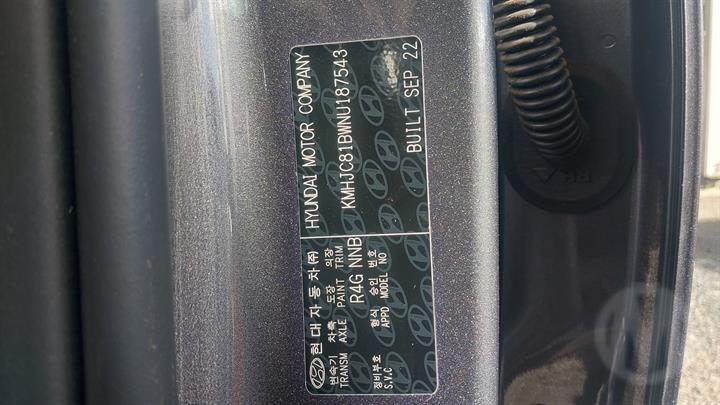 현대자동차(주) HYUNDAI MOTOR COMPANY
변속기 차축 도장 의장
TRANSM AXLE PAINT TRIM KMHJC81BWNU187543
R4G NNB
형식 승인 번호
APPD MODEL NO
정비부호
S.V.C BUILT SEP 22